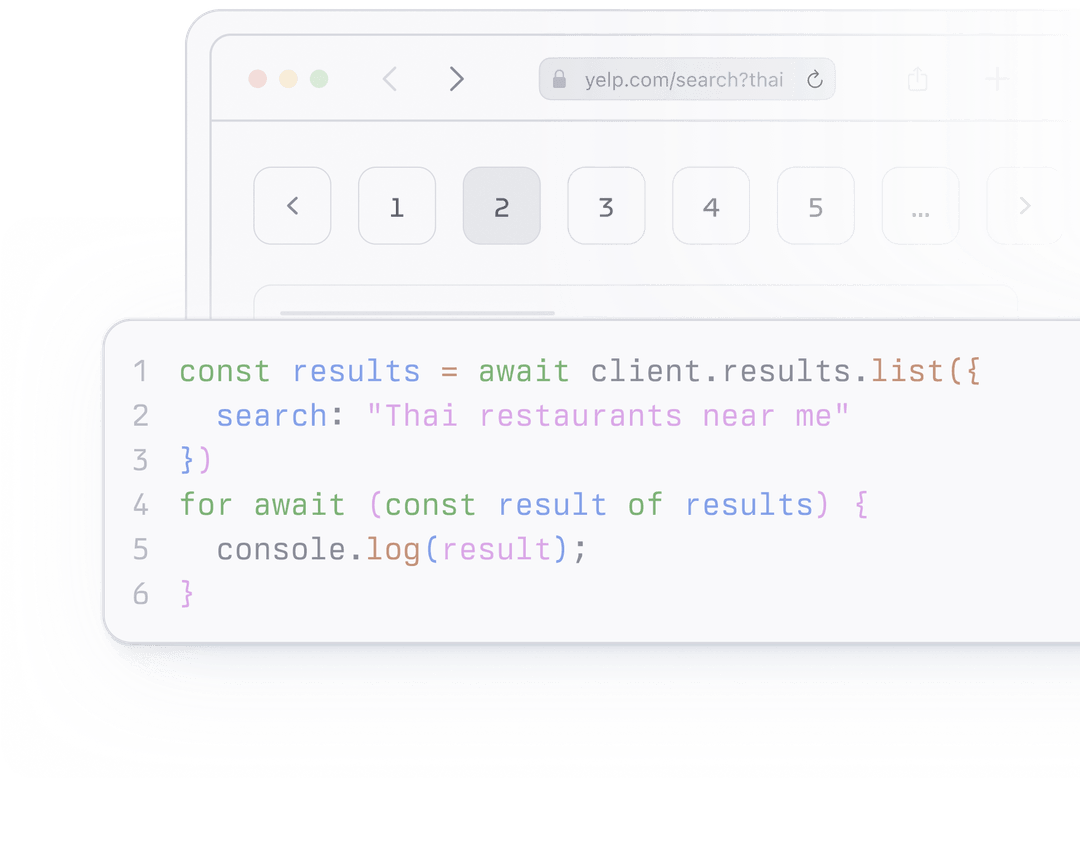 yelp.com/search?thai
< 1 2 3 4 5 ... >
1 const results = await client.results.list({
2   search: "Thai restaurants near me"
3 })
4 for await (const result of results) {
5   console.log(result);
6 }